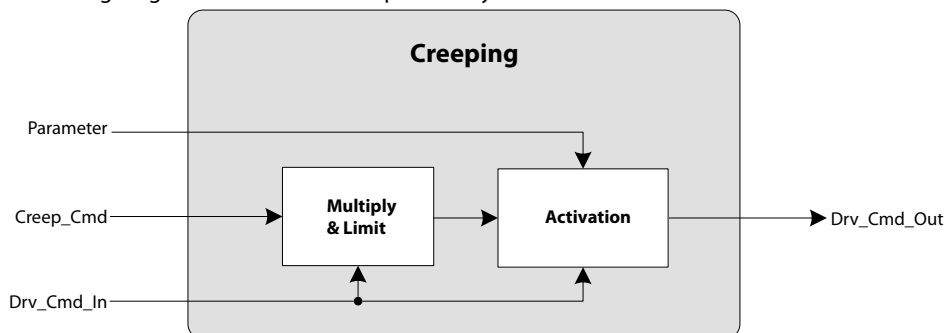 Creeping
Parameter
Creep_Cmd
Multiply
& Limit
Activation
Drv_Cmd_Out
Drv_Cmd_In